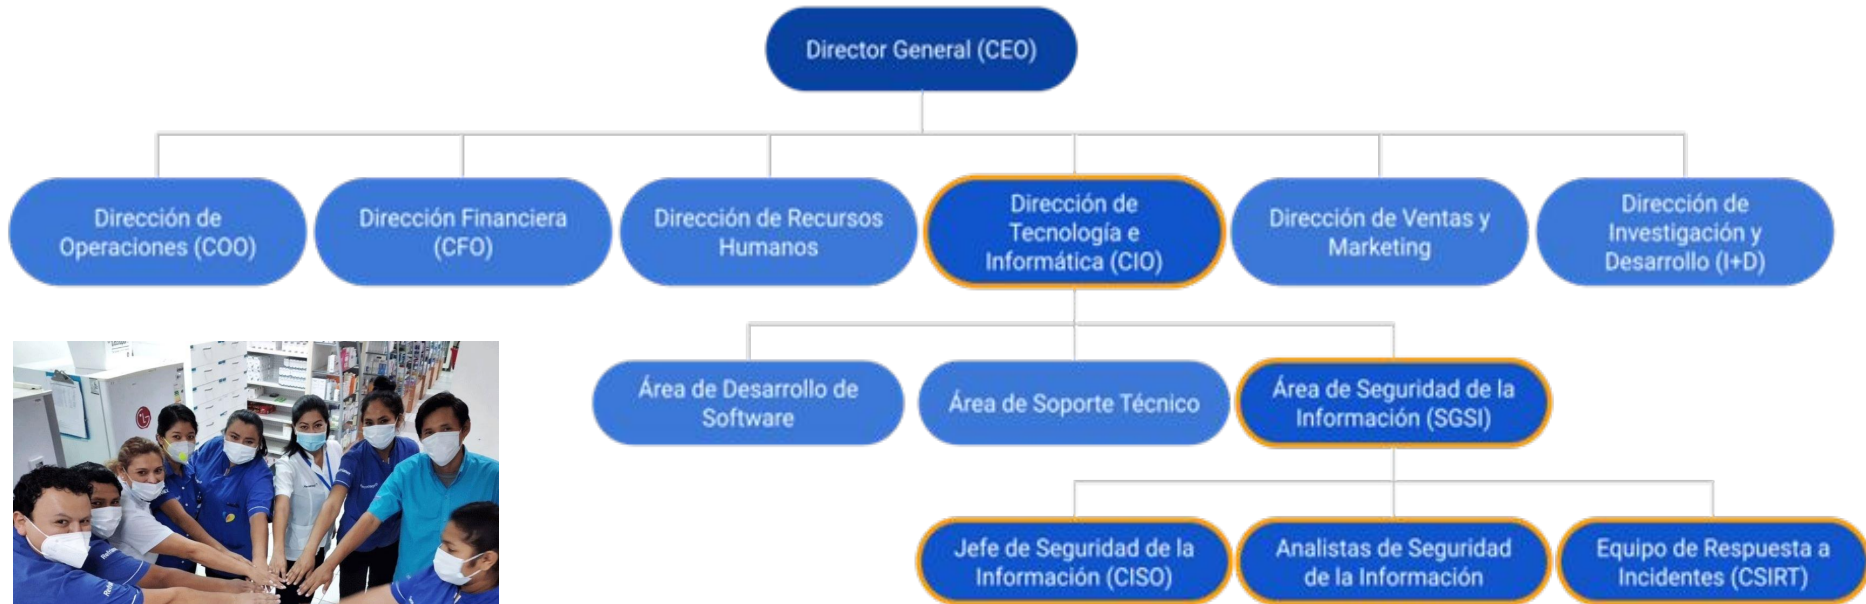 Director General (CEO)
Dirección de
Operaciones (COO)
Dirección Financiera
(CFO)
Dirección de Recursos
Humanos
Dirección de
Tecnología e
Informática (CIO)
Dirección de Ventas y
Marketing
Dirección de
Investigación y
Desarrollo (I+D)
Área de Desarrollo de
Software
Área de Soporte Técnico
Área de Seguridad de la
Información (SGSI)
Jefe de Seguridad de la
Información (CISO)
Analistas de Seguridad
de la Información
Equipo de Respuesta a
Incidentes (CSIRT)
LG